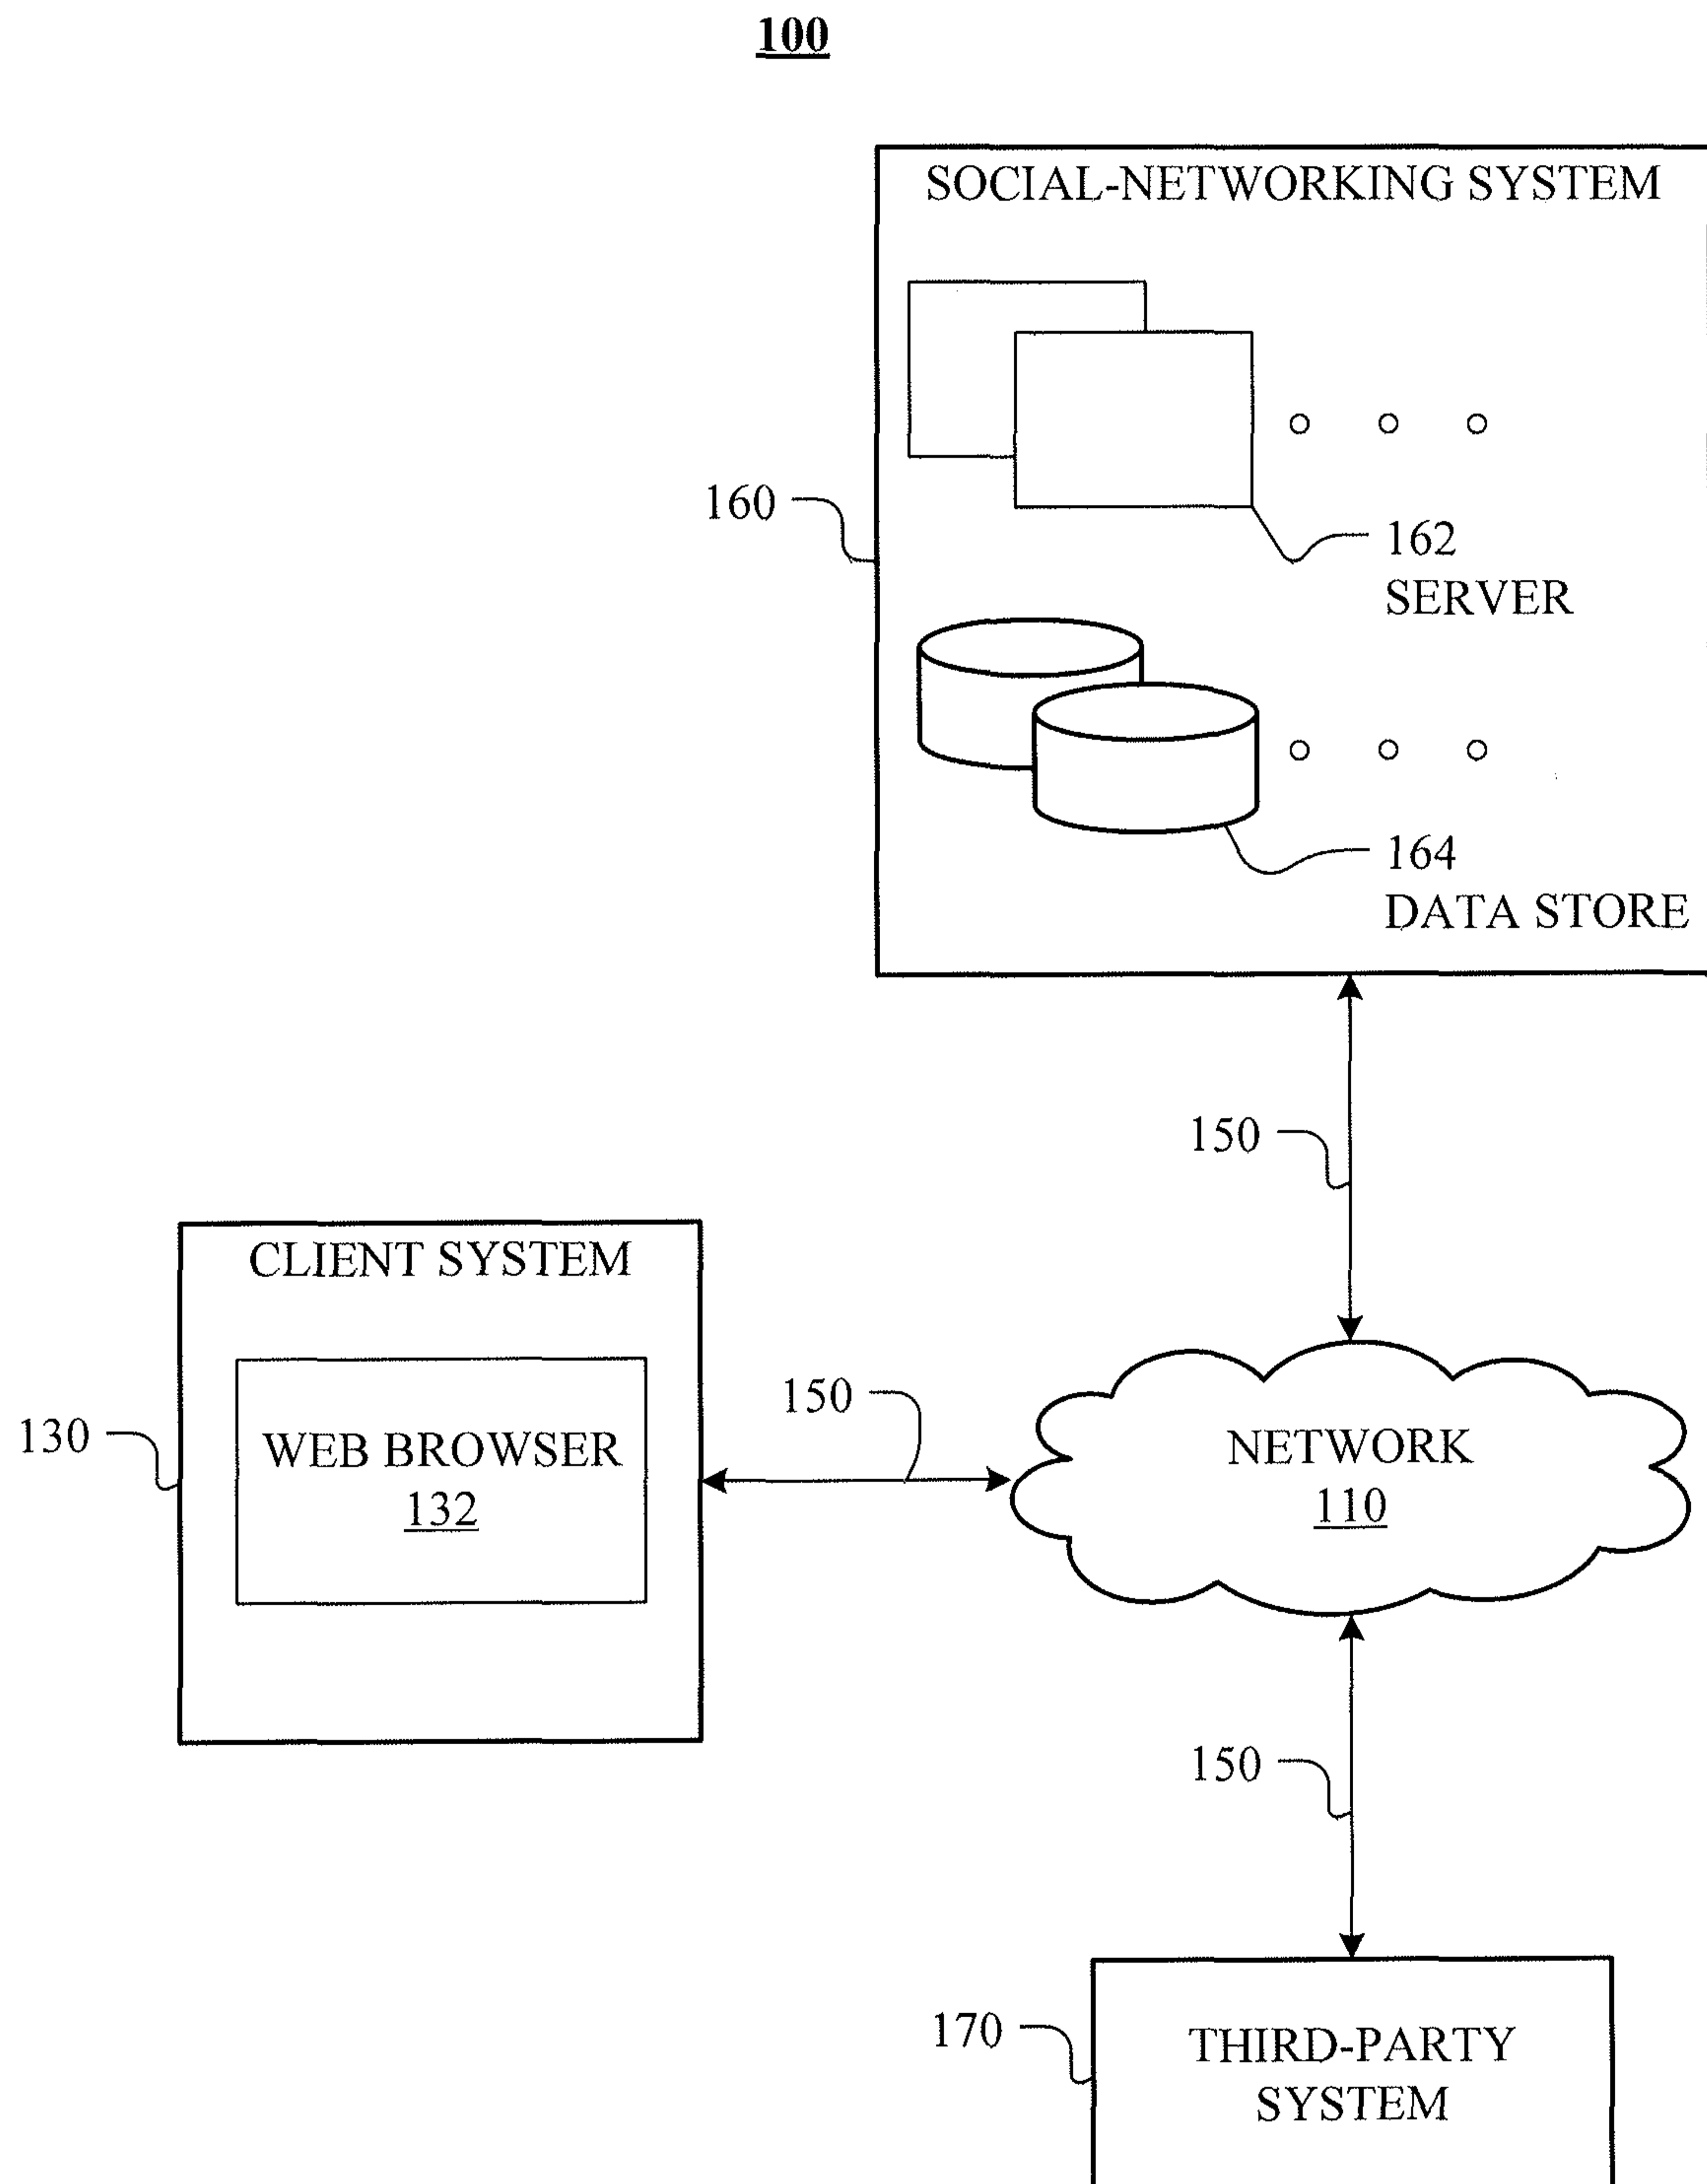 100
SOCIAL-NETWORKING SYSTEM
160
162
SERVER
164
DATA STORE
150
CLIENT SYSTEM
130
WEB BROWSER
132
150
NETWORK
110
150
170
THIRD-PARTY
SYSTEM